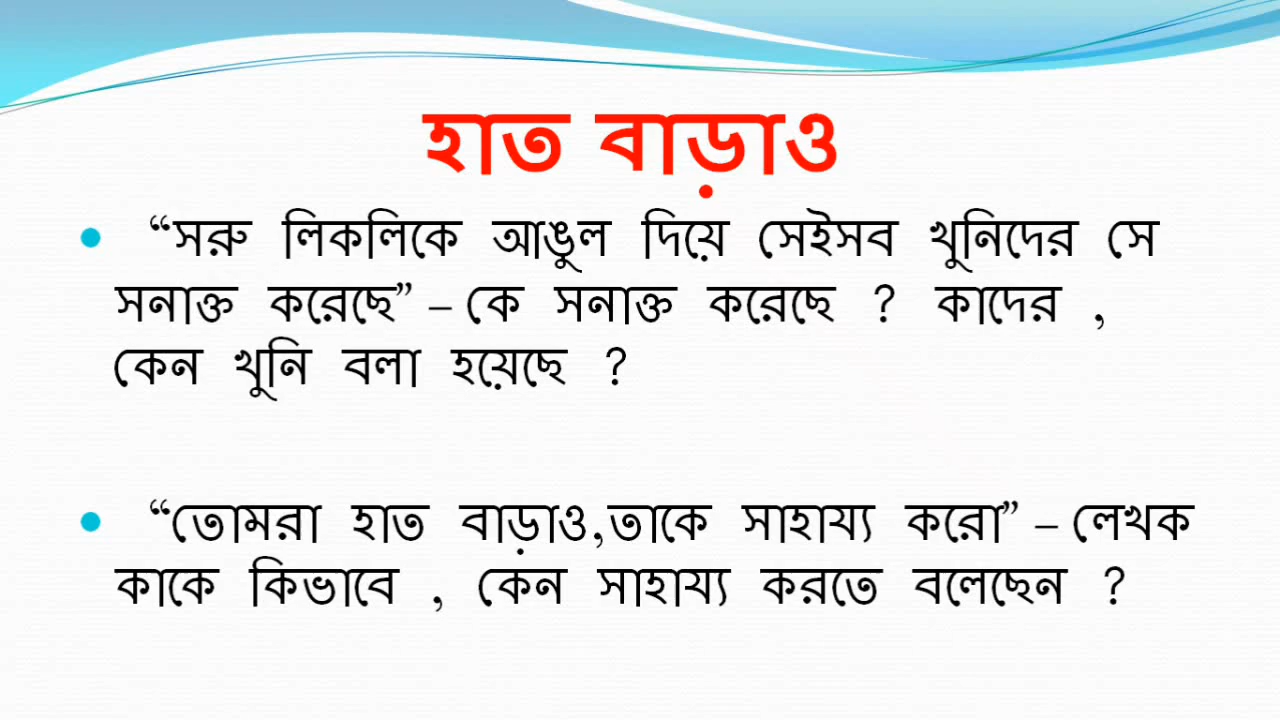 হাত বাড়াও
• “সরু লিকলিকে আঙুল দিয়ে সেইসব খুনিদের সে
সনাক্ত করেছে” – কে সনাক্ত করেছে ? কাদের ,
কেন খুনি বলা হয়েছে ?
• “তোমরা হাত বাড়াও,তাকে সাহায্য করো” – লেখক
কাকে কিভাবে , কেন সাহায্য করতে বলেছেন ?